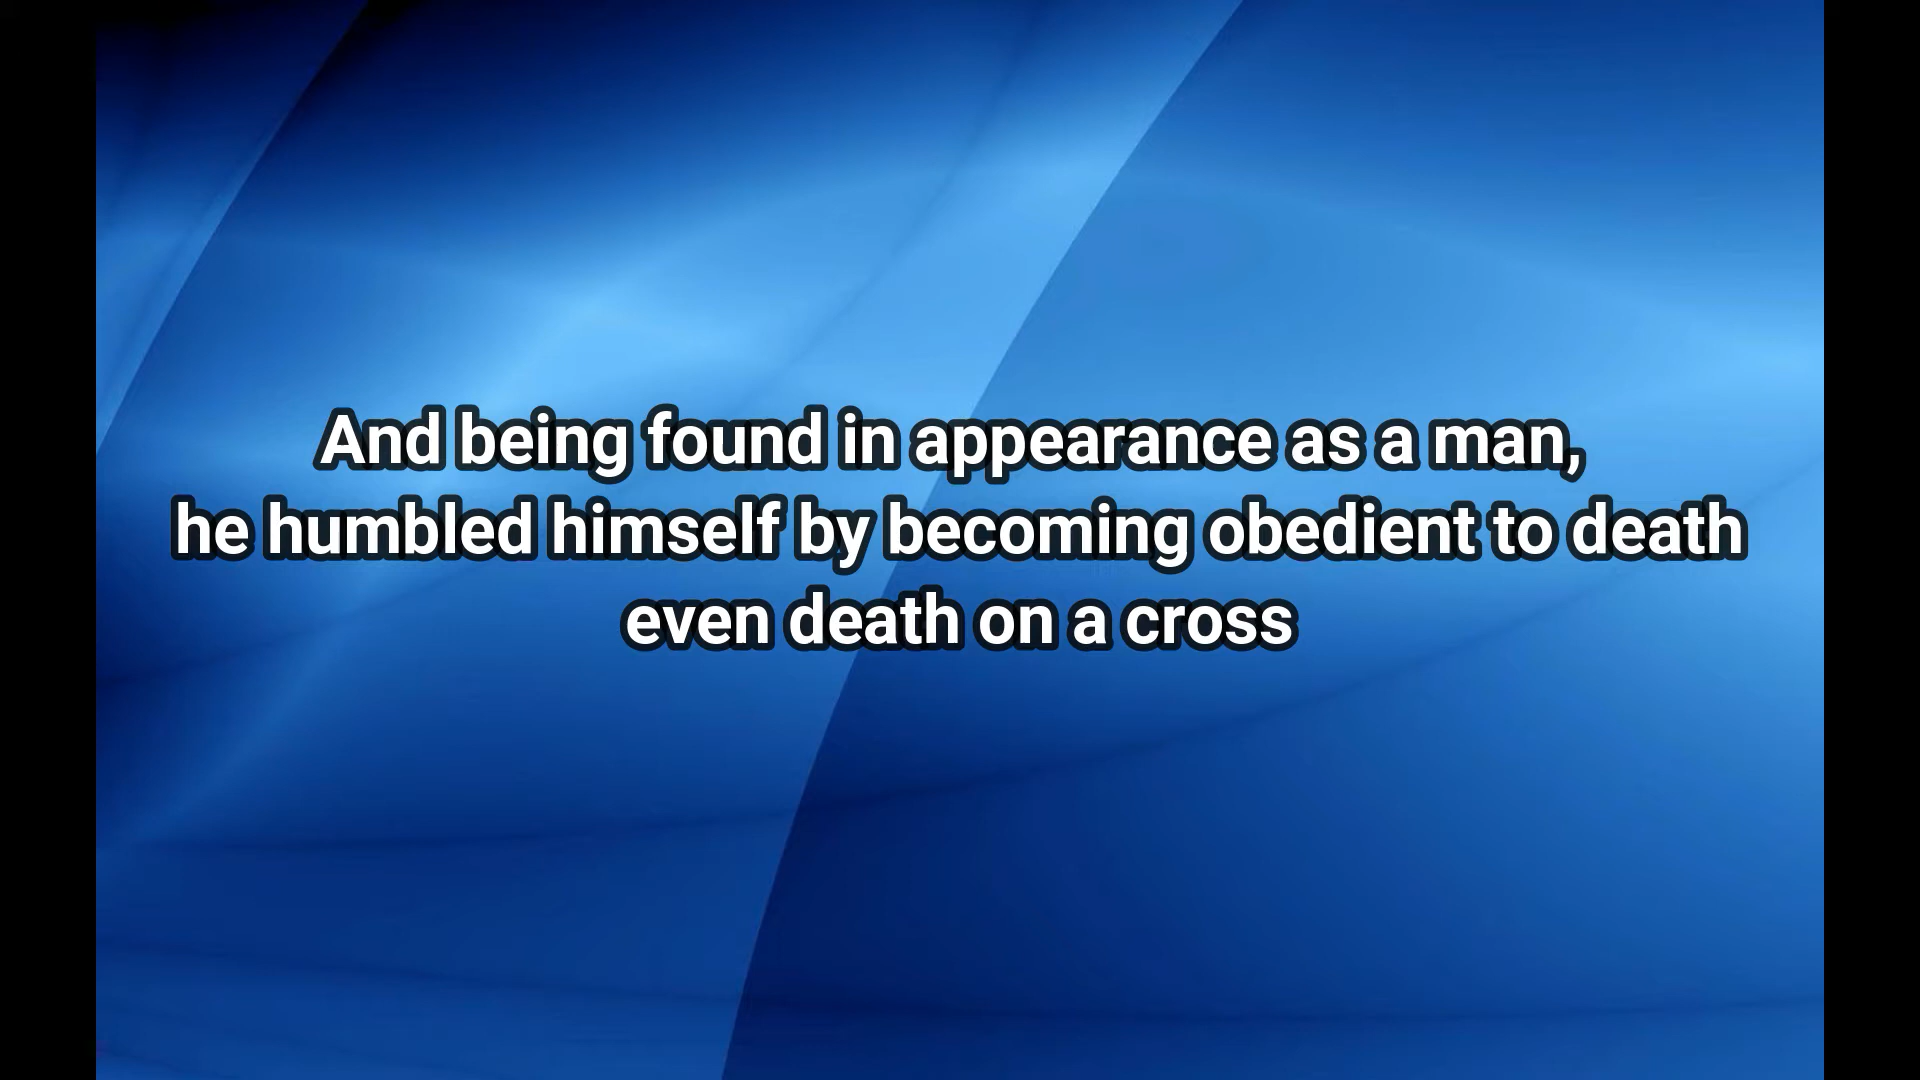 And being found in appearance as a man,
he humbled himself by becoming obedient to death
even death on a cross